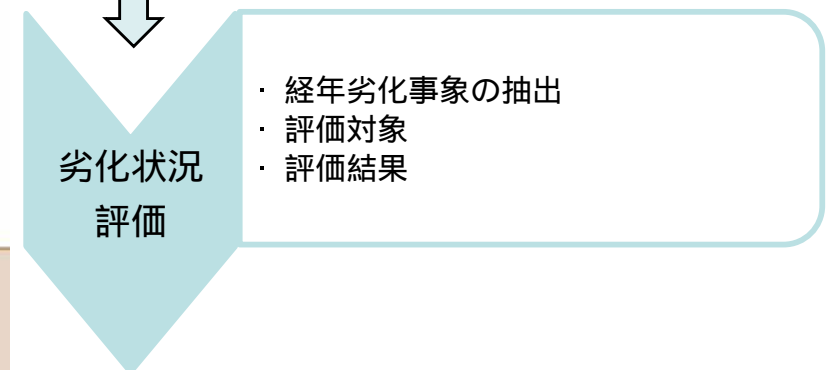 劣化状況
評価
・経年劣化事象の抽出
・評価対象
・評価結果